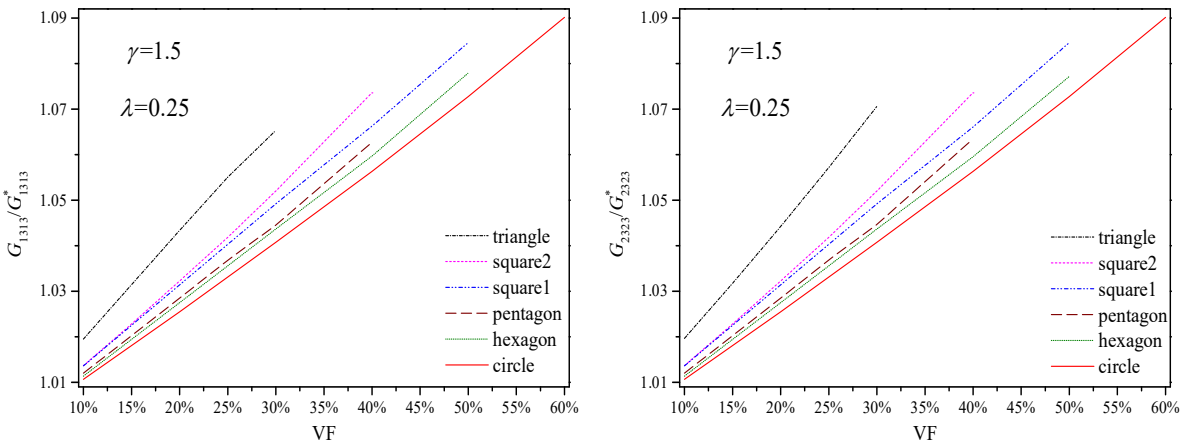 1.09
1.07
1.05
1.03
1.01
G1313/G*1313
γ=1.5
λ=0.25
triangle
square2
square1
pentagon
hexagon
circle
10% 15% 20% 25% 30% 35% 40% 45% 50% 55% 60%
VF
1.09
1.07
1.05
1.03
1.01
G2323/G*2323
γ=1.5
λ=0.25
triangle
square2
square1
pentagon
hexagon
circle
10% 15% 20% 25% 30% 35% 40% 45% 50% 55% 60%
VF